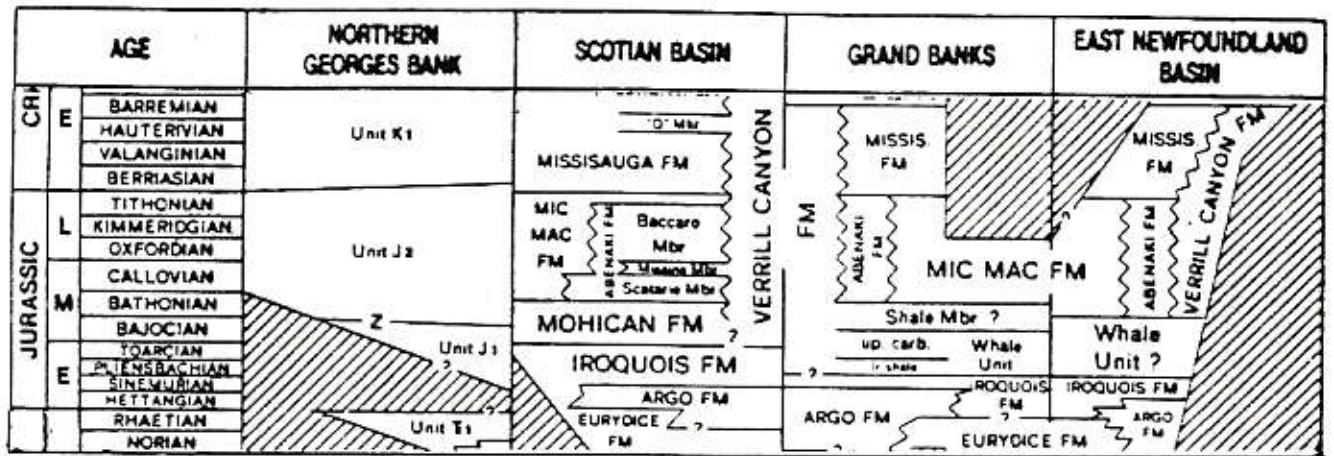 AGE
NORTHERN
GEORGES BANK
SCOTIAN BASIN
GRAND BANKS
EAST NEWFOUNDLAND
BASIN
JURASSIC
E
L
M
E
BARREMIAN
HAUTERIVIAN
VALANGINIAN
BERRIASIAN
TITHONIAN
KIMMERIDGIAN
OXFORDIAN
CALLOVIAN
BATHONIAN
BAJOCIAN
TOARCIAN
PLIENSBACHIAN
SINEMURIAN
HETTANGIAN
RHAETIAN
NORIAN
Unit K1
Unit J2
Z
Unit J1
?
?
"O" Mbr
MISSISAUGA FM
MIC
MAC
FM
ABENAKI FM
Baccaro
Mbr
Misaine Mbr
Scatarie Mbr
MOHICAN FM
?
IROQUOIS FM
ARGO FM
EURYDICE
FM
?
VERRILL CANYON
FM
MISSIS
FM
ABENAKI
FM
MIC MAC FM
Shale Mbr ?
up. carb.
Whale
Unit
?
IROQUOIS
FM
?
ARGO FM
EURYDICE FM
?
MISSIS
FM
ABENAKI FM
VERRILL CANYON FM
Whale
Unit ?
IROQUOIS FM
?
ARGO
FM